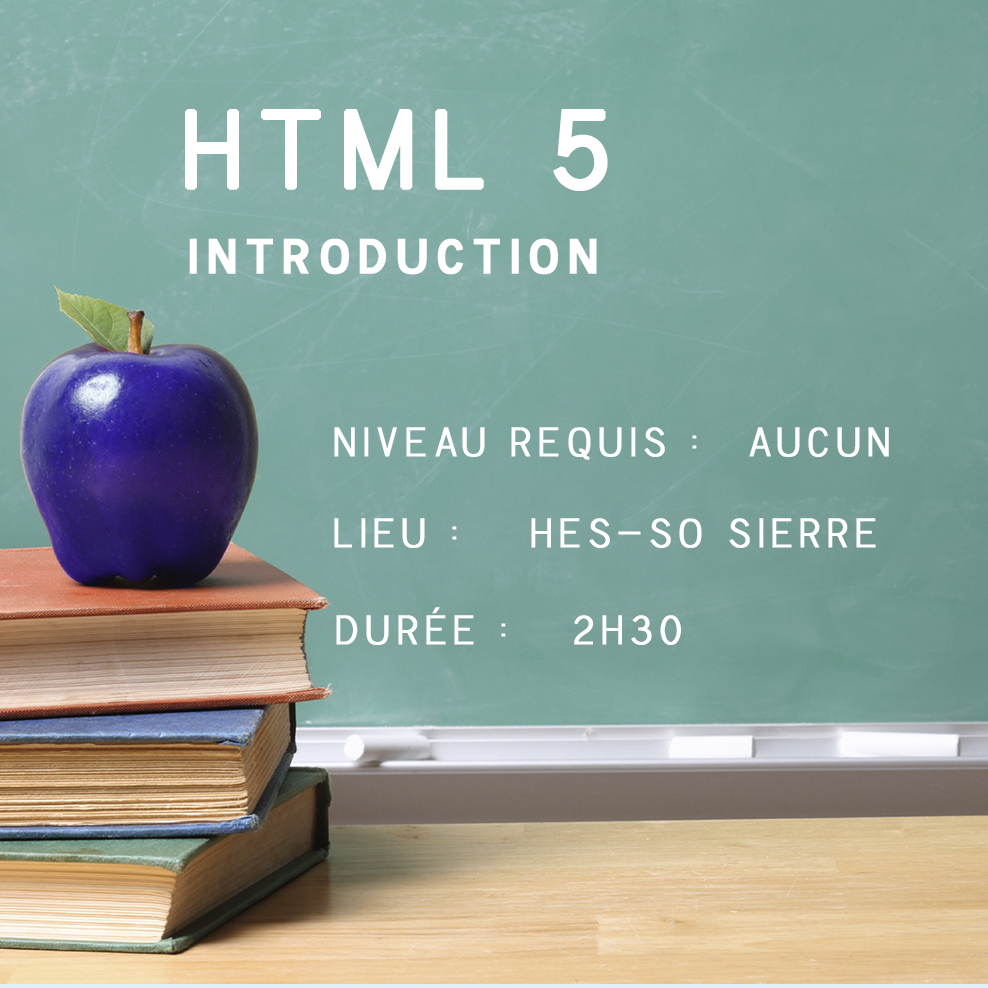 HTML 5
INTRODUCTION
NIVEAU REQUIS : AUCUN
LIEU : HES-SO SIERRE
DURÉE : 2H30